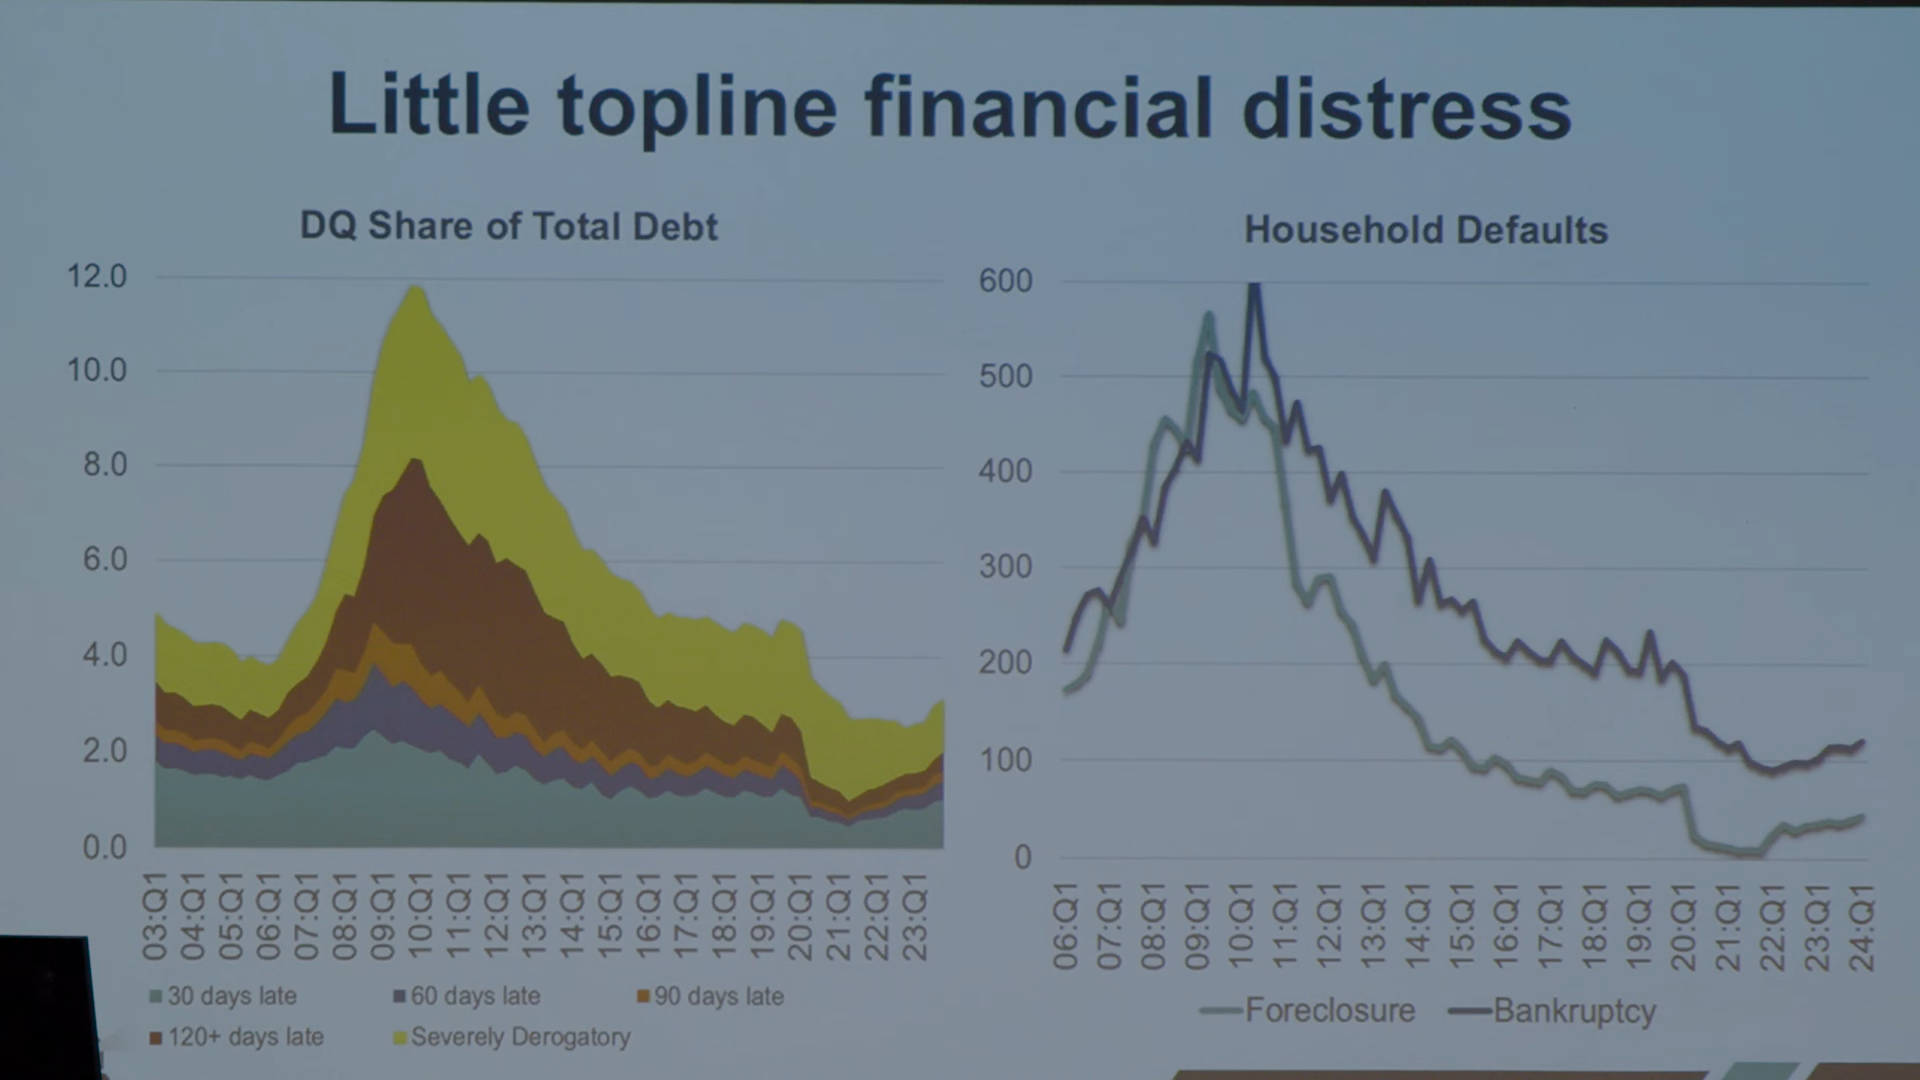 Little topline financial distress
DQ Share of Total Debt
12.0
10.0
8.0
6.0
4.0
2.0
0.0
03:Q1 04:Q1 05:Q1 06:Q1 07:Q1 08:Q1 09:Q1 10:Q1 11:Q1 12:Q1 13:Q1 14:Q1 15:Q1 16:Q1 17:Q1 18:Q1 19:Q1 20:Q1 21:Q1 22:Q1 23:Q1
30 days late 60 days late 90 days late
120+ days late Severely Derogatory
Household Defaults
600
500
400
300
200
100
0
06:Q1 07:Q1 08:Q1 09:Q1 10:Q1 11:Q1 12:Q1 13:Q1 14:Q1 15:Q1 16:Q1 17:Q1 18:Q1 19:Q1 20:Q1 21:Q1 22:Q1 23:Q1 24:Q1
Foreclosure Bankruptcy